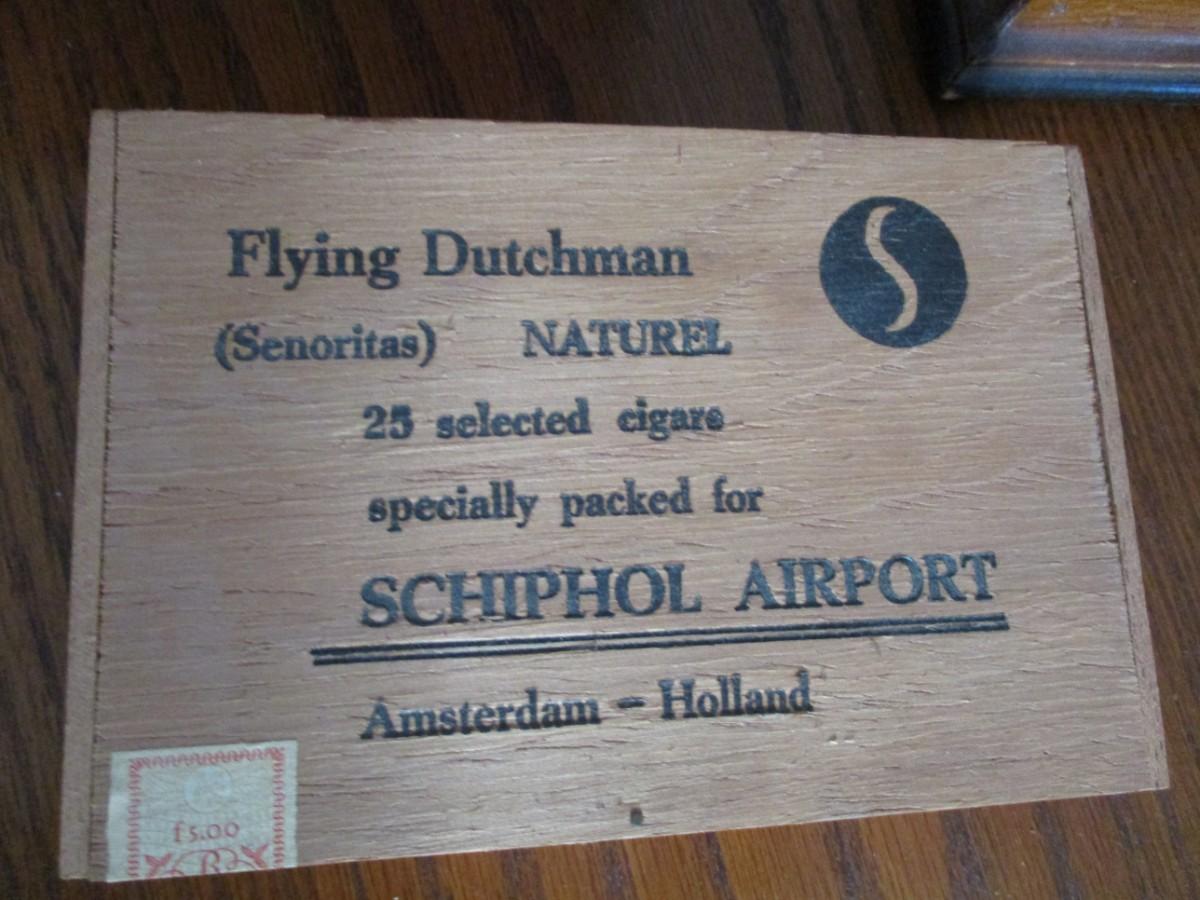 Flying Dutchman
(Senoritas) NATUREL
25 selected cigars
specially packed for
SCHIPHOL AIRPORT
Amsterdam - Holland
f 5.00
B